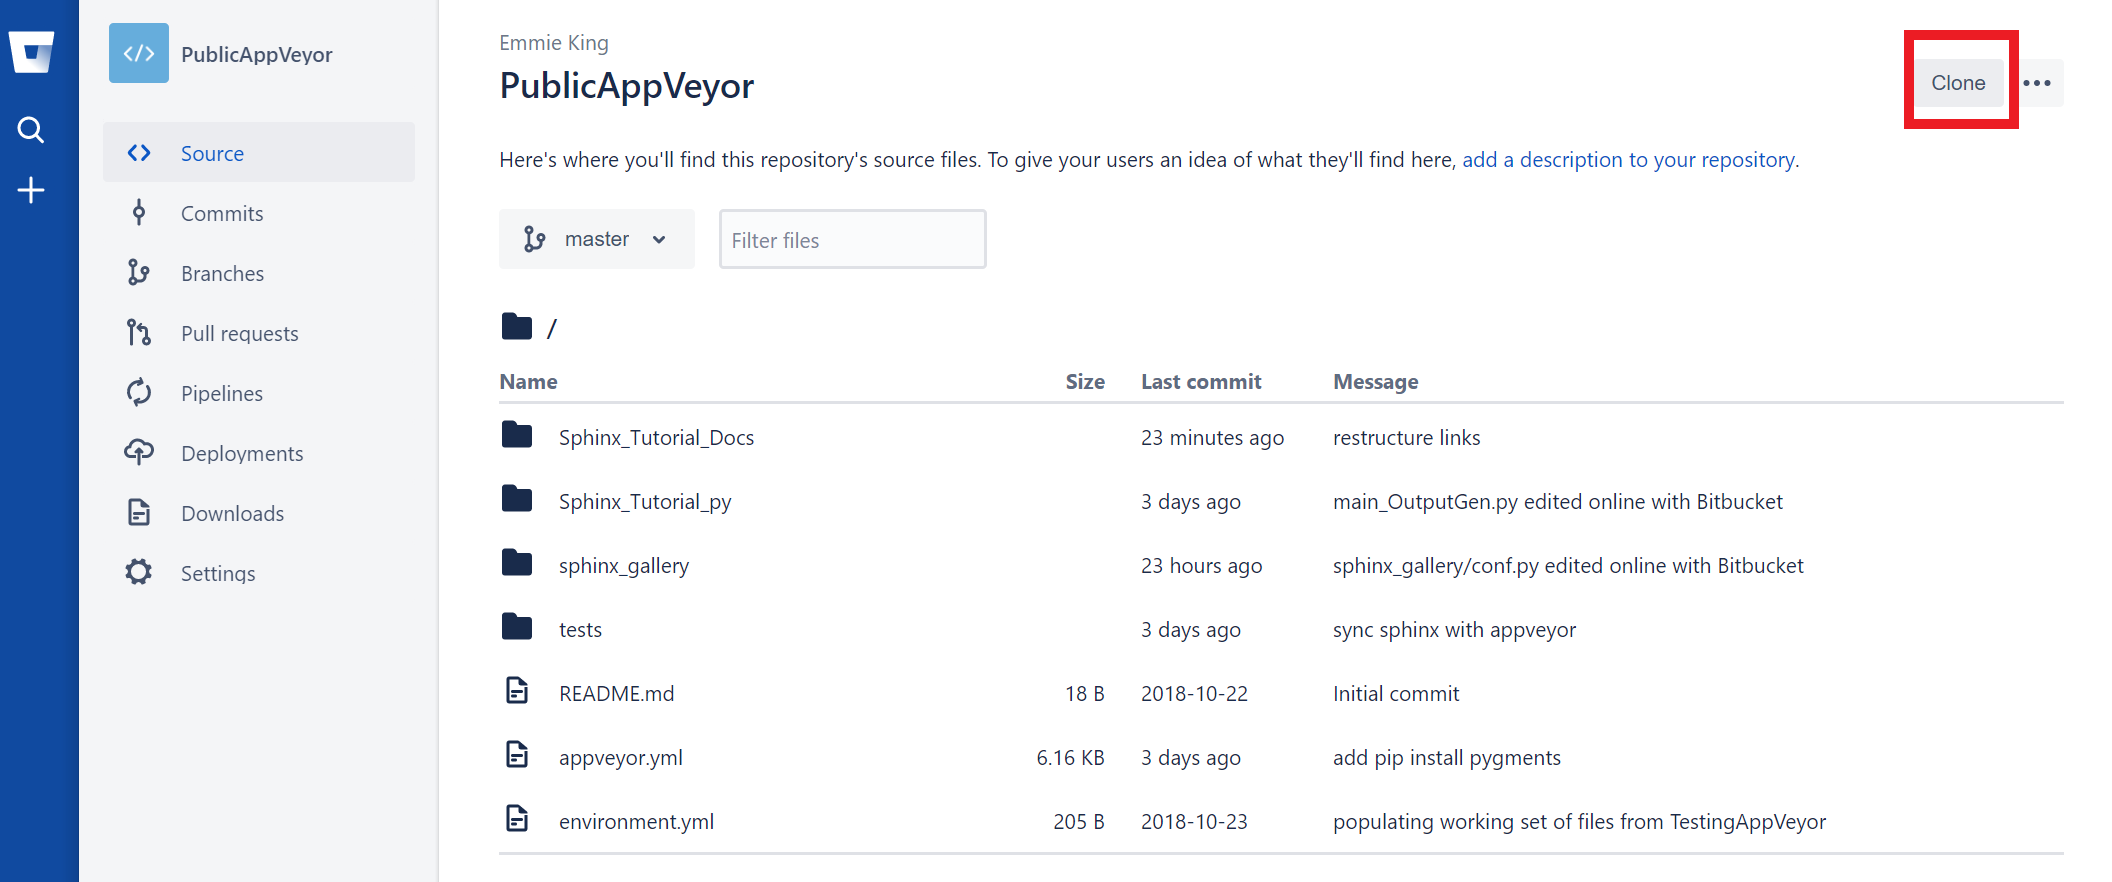 PublicAppVeyor
Source
Commits
Branches
Pull requests
Pipelines
Deployments
Downloads
Settings
Emmie King
PublicAppVeyor
Clone
Here's where you'll find this repository's source files. To give your users an idea of what they'll find here, add a description to your repository.
master
Filter files
/
Name Size Last commit Message
Sphinx_Tutorial_Docs 23 minutes ago restructure links
Sphinx_Tutorial_py 3 days ago main_OutputGen.py edited online with Bitbucket
sphinx_gallery 23 hours ago sphinx_gallery/conf.py edited online with Bitbucket
tests 3 days ago sync sphinx with appveyor
README.md 18 B 2018-10-22 Initial commit
appveyor.yml 6.16 KB 3 days ago add pip install pygments
environment.yml 205 B 2018-10-23 populating working set of files from TestingAppVeyor